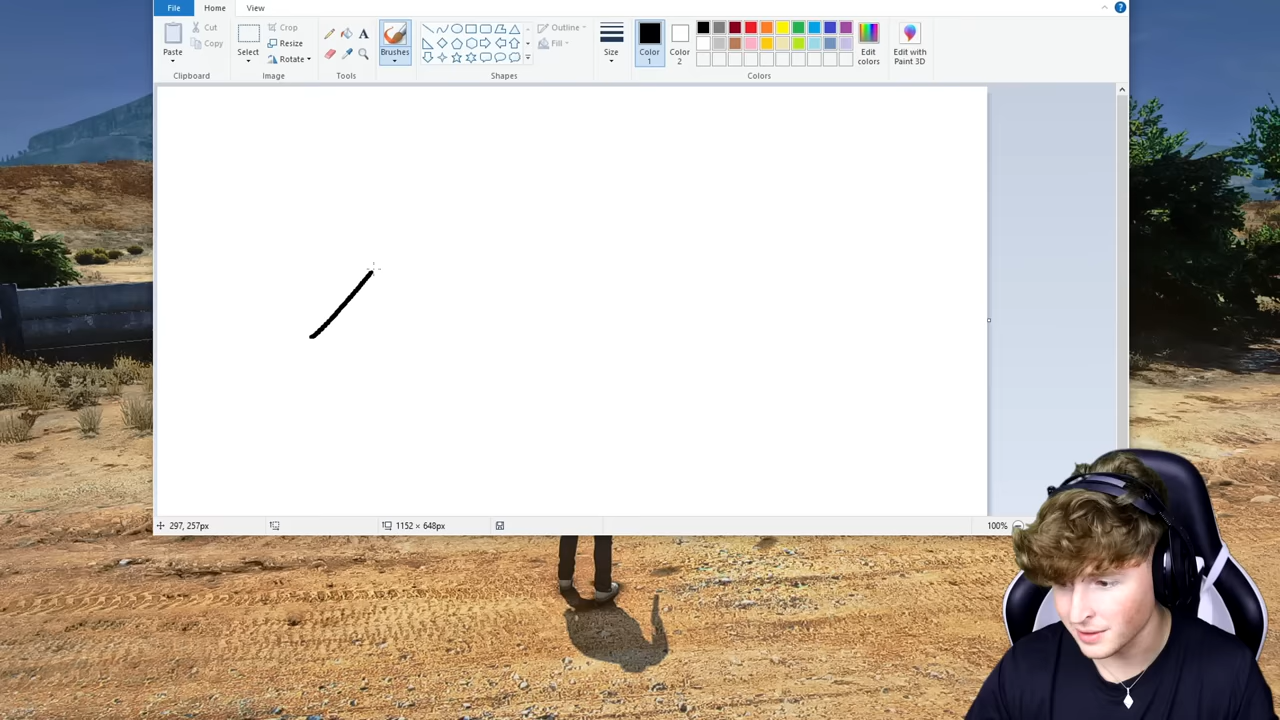 File Home View
Paste Cut Copy Clipboard
Select Crop Resize Rotate Image
Tools
Brushes
Outline Fill Shapes
Size
Color 1 Color 2 Edit colors Colors
Edit with Paint 3D
297, 257px 1152 × 648px 100%